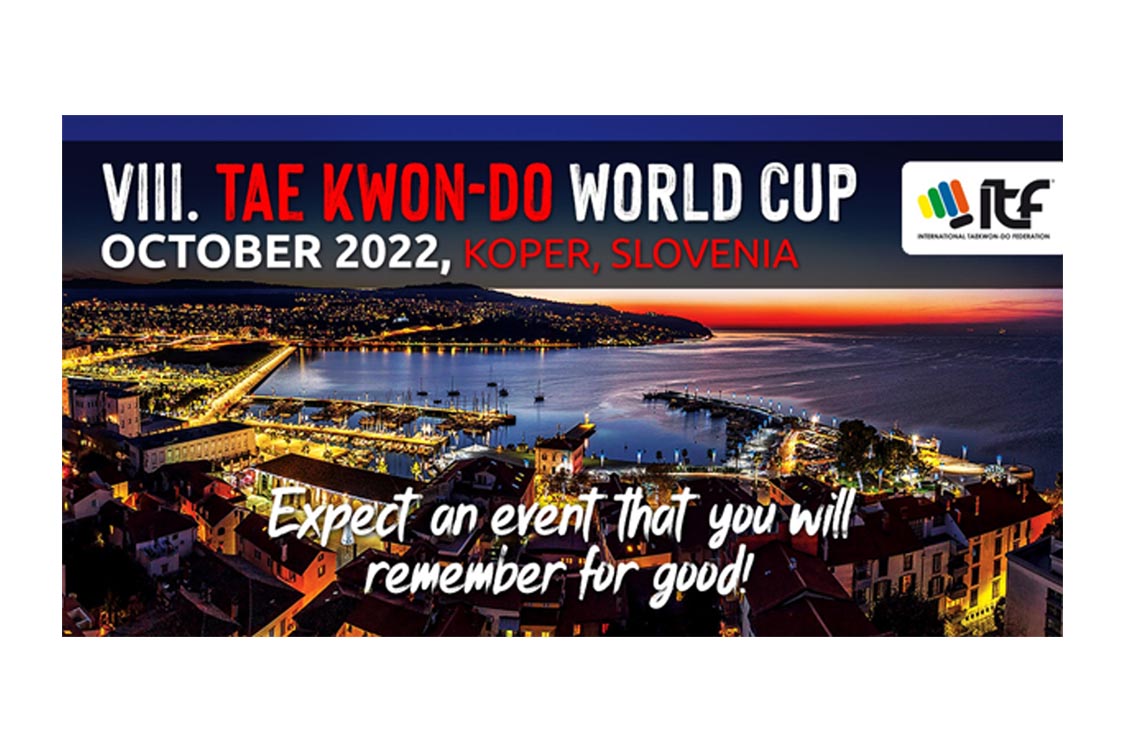 VIII. TAE KWON-DO WORLD CUP
OCTOBER 2022, KOPER, SLOVENIA
itf
INTERNATIONAL TAEKWON-DO FEDERATION
Expect an event that you will
remember for good!